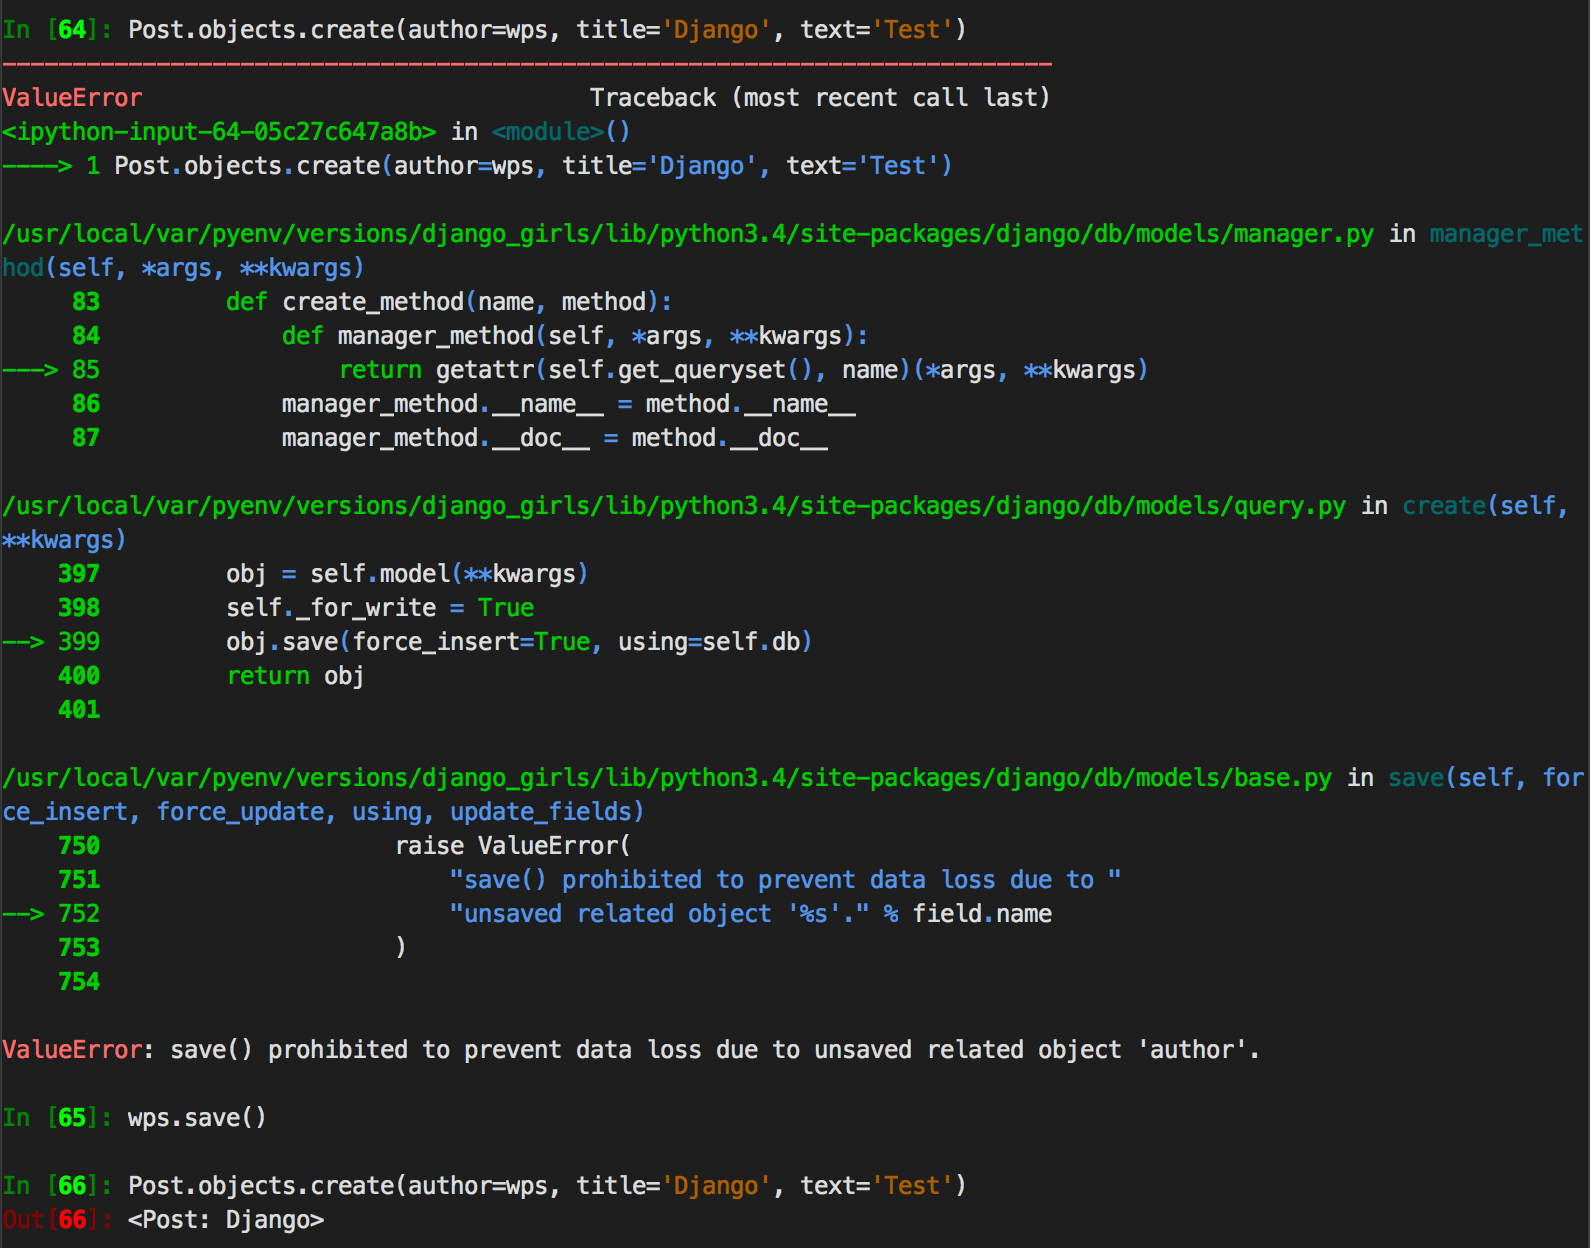 In [64]: Post.objects.create(author=wps, title='Django', text='Test')
---------------------------------------------------------------------------
ValueError                                Traceback (most recent call last)
<ipython-input-64-05c27c647a8b> in <module>()
----> 1 Post.objects.create(author=wps, title='Django', text='Test')

/usr/local/var/pyenv/versions/django_girls/lib/python3.4/site-packages/django/db/models/manager.py in manager_met
hod(self, *args, **kwargs)
     83         def create_method(name, method):
     84             def manager_method(self, *args, **kwargs):
---> 85                 return getattr(self.get_queryset(), name)(*args, **kwargs)
     86             manager_method.__name__ = method.__name__
     87             manager_method.__doc__ = method.__doc__

/usr/local/var/pyenv/versions/django_girls/lib/python3.4/site-packages/django/db/models/query.py in create(self,
**kwargs)
    397         obj = self.model(**kwargs)
    398         self._for_write = True
--> 399         obj.save(force_insert=True, using=self.db)
    400         return obj
    401

/usr/local/var/pyenv/versions/django_girls/lib/python3.4/site-packages/django/db/models/base.py in save(self, for
ce_insert, force_update, using, update_fields)
    750                     raise ValueError(
    751                         "save() prohibited to prevent data loss due to "
--> 752                         "unsaved related object '%s'." % field.name
    753                     )
    754

ValueError: save() prohibited to prevent data loss due to unsaved related object 'author'.

In [65]: wps.save()

In [66]: Post.objects.create(author=wps, title='Django', text='Test')
Out[66]: <Post: Django>